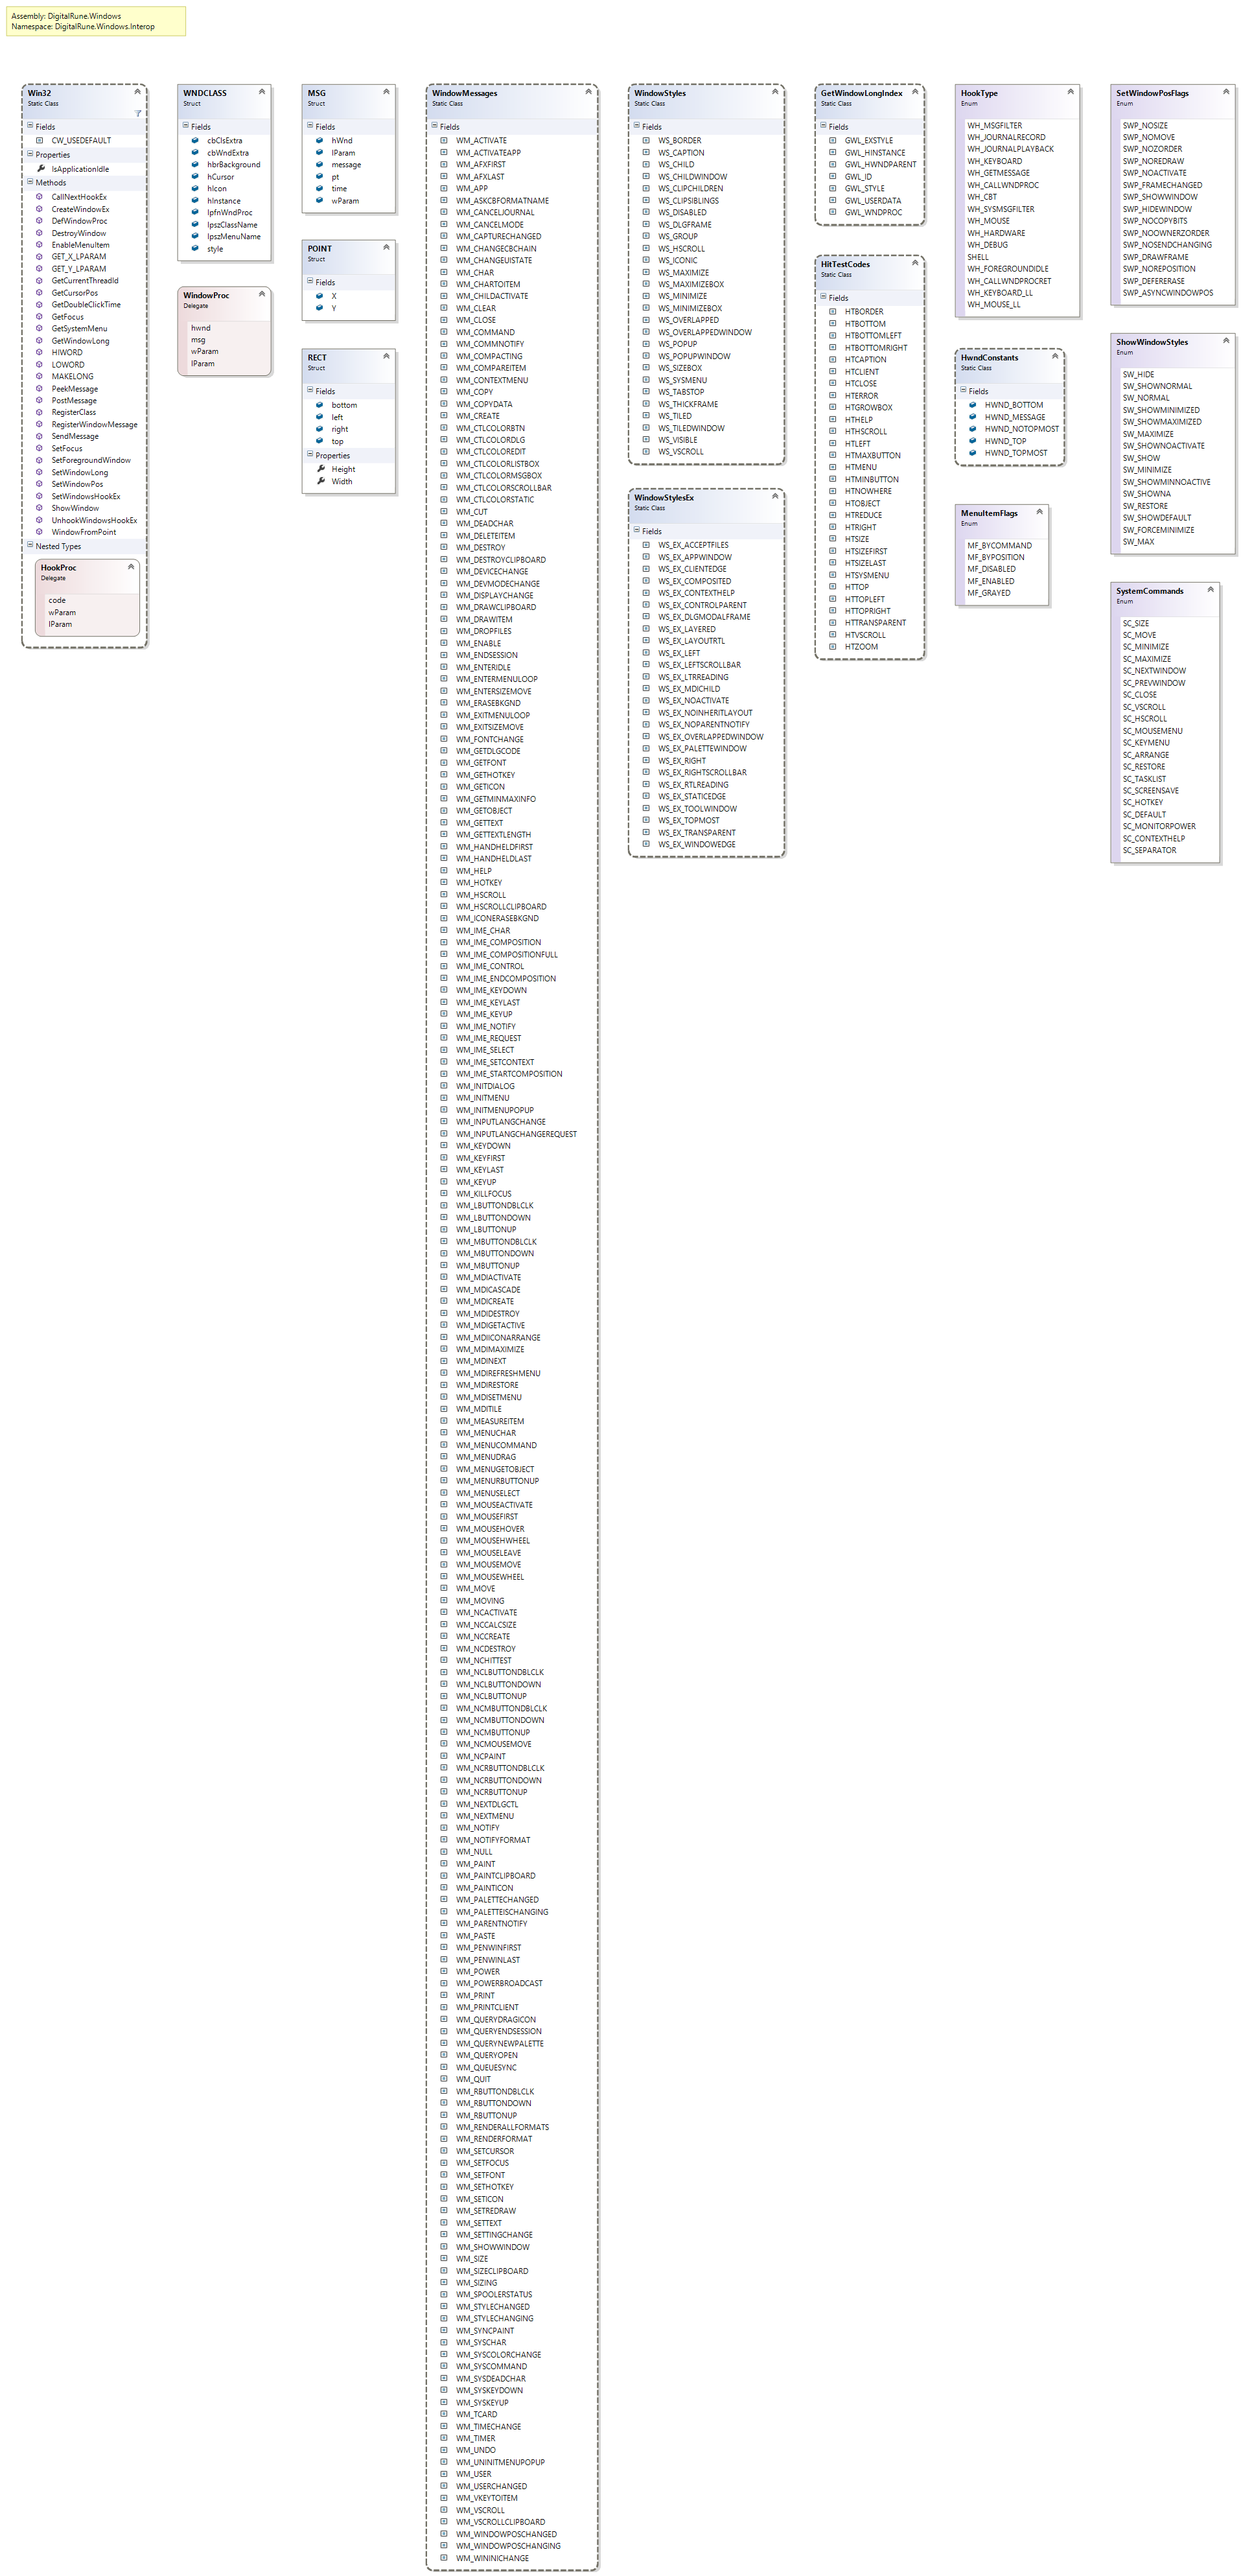 Assembly: DigitalRune.Windows
Namespace: DigitalRune.Windows.Interop
Win32
Static Class
Fields
CW_USEDEFAULT
Properties
IsApplicationIdle
Methods
CallNextHookEx
CreateWindowEx
DefWindowProc
DestroyWindow
EnableMenuItem
GET_X_LPARAM
GET_Y_LPARAM
GetCurrentThreadId
GetCursorPos
GetDoubleClickTime
GetFocus
GetSystemMenu
GetWindowLong
HIWORD
LOWORD
MAKELONG
PeekMessage
PostMessage
RegisterClass
RegisterWindowMessage
SendMessage
SetFocus
SetForegroundWindow
SetWindowLong
SetWindowPos
SetWindowsHookEx
ShowWindow
UnhookWindowsHookEx
WindowFromPoint
Nested Types
HookProc
Delegate
code
wParam
lParam
WNDCLASS
Struct
Fields
cbClsExtra
cbWndExtra
hbrBackground
hCursor
hIcon
hInstance
lpfnWndProc
lpszClassName
lpszMenuName
style
WindowProc
Delegate
hwnd
msg
wParam
lParam
MSG
Struct
Fields
hWnd
lParam
message
pt
time
wParam
POINT
Struct
Fields
X
Y
RECT
Struct
Fields
bottom
left
right
top
Properties
Height
Width
WindowMessages
Static Class
Fields
WM_ACTIVATE
WM_ACTIVATEAPP
WM_AFXFIRST
WM_AFXLAST
WM_APP
WM_ASKCBFORMATNAME
WM_CANCELJOURNAL
WM_CANCELMODE
WM_CAPTURECHANGED
WM_CHANGECBCHAIN
WM_CHANGEUISTATE
WM_CHAR
WM_CHARTOITEM
WM_CHILDACTIVATE
WM_CLEAR
WM_CLOSE
WM_COMMAND
WM_COMMNOTIFY
WM_COMPACTING
WM_COMPAREITEM
WM_CONTEXTMENU
WM_COPY
WM_COPYDATA
WM_CREATE
WM_CTLCOLORBTN
WM_CTLCOLORDLG
WM_CTLCOLOREDIT
WM_CTLCOLORLISTBOX
WM_CTLCOLORMSGBOX
WM_CTLCOLORSCROLLBAR
WM_CTLCOLORSTATIC
WM_CUT
WM_DEADCHAR
WM_DELETEITEM
WM_DESTROY
WM_DESTROYCLIPBOARD
WM_DEVICECHANGE
WM_DEVMODECHANGE
WM_DISPLAYCHANGE
WM_DRAWCLIPBOARD
WM_DRAWITEM
WM_DROPFILES
WM_ENABLE
WM_ENDSESSION
WM_ENTERIDLE
WM_ENTERMENULOOP
WM_ENTERSIZEMOVE
WM_ERASEBKGND
WM_EXITMENULOOP
WM_EXITSIZEMOVE
WM_FONTCHANGE
WM_GETDLGCODE
WM_GETFONT
WM_GETHOTKEY
WM_GETICON
WM_GETMINMAXINFO
WM_GETOBJECT
WM_GETTEXT
WM_GETTEXTLENGTH
WM_HANDHELDFIRST
WM_HANDHELDLAST
WM_HELP
WM_HOTKEY
WM_HSCROLL
WM_HSCROLLCLIPBOARD
WM_ICONERASEBKGND
WM_IME_CHAR
WM_IME_COMPOSITION
WM_IME_COMPOSITIONFULL
WM_IME_CONTROL
WM_IME_ENDCOMPOSITION
WM_IME_KEYDOWN
WM_IME_KEYLAST
WM_IME_KEYUP
WM_IME_NOTIFY
WM_IME_REQUEST
WM_IME_SELECT
WM_IME_SETCONTEXT
WM_IME_STARTCOMPOSITION
WM_INITDIALOG
WM_INITMENU
WM_INITMENUPOPUP
WM_INPUTLANGCHANGE
WM_INPUTLANGCHANGEREQUEST
WM_KEYDOWN
WM_KEYFIRST
WM_KEYLAST
WM_KEYUP
WM_KILLFOCUS
WM_LBUTTONDBLCLK
WM_LBUTTONDOWN
WM_LBUTTONUP
WM_MBUTTONDBLCLK
WM_MBUTTONDOWN
WM_MBUTTONUP
WM_MDIACTIVATE
WM_MDICASCADE
WM_MDICREATE
WM_MDIDESTROY
WM_MDIGETACTIVE
WM_MDIICONARRANGE
WM_MDIMAXIMIZE
WM_MDINEXT
WM_MDIREFRESHMENU
WM_MDIRESTORE
WM_MDISETMENU
WM_MDITILE
WM_MEASUREITEM
WM_MENUCHAR
WM_MENUCOMMAND
WM_MENUDRAG
WM_MENUGETOBJECT
WM_MENURBUTTONUP
WM_MENUSELECT
WM_MOUSEACTIVATE
WM_MOUSEFIRST
WM_MOUSEHOVER
WM_MOUSEHWHEEL
WM_MOUSELEAVE
WM_MOUSEMOVE
WM_MOUSEWHEEL
WM_MOVE
WM_MOVING
WM_NCACTIVATE
WM_NCCALCSIZE
WM_NCCREATE
WM_NCDESTROY
WM_NCHITTEST
WM_NCLBUTTONDBLCLK
WM_NCLBUTTONDOWN
WM_NCLBUTTONUP
WM_NCMBUTTONDBLCLK
WM_NCMBUTTONDOWN
WM_NCMBUTTONUP
WM_NCMOUSEMOVE
WM_NCPAINT
WM_NCRBUTTONDBLCLK
WM_NCRBUTTONDOWN
WM_NCRBUTTONUP
WM_NEXTDLGCTL
WM_NEXTMENU
WM_NOTIFY
WM_NOTIFYFORMAT
WM_NULL
WM_PAINT
WM_PAINTCLIPBOARD
WM_PAINTICON
WM_PALETTECHANGED
WM_PALETTEISCHANGING
WM_PARENTNOTIFY
WM_PASTE
WM_PENWINFIRST
WM_PENWINLAST
WM_POWER
WM_POWERBROADCAST
WM_PRINT
WM_PRINTCLIENT
WM_QUERYDRAGICON
WM_QUERYENDSESSION
WM_QUERYNEWPALETTE
WM_QUERYOPEN
WM_QUEUESYNC
WM_QUIT
WM_RBUTTONDBLCLK
WM_RBUTTONDOWN
WM_RBUTTONUP
WM_RENDERALLFORMATS
WM_RENDERFORMAT
WM_SETCURSOR
WM_SETFOCUS
WM_SETFONT
WM_SETHOTKEY
WM_SETICON
WM_SETREDRAW
WM_SETTEXT
WM_SETTINGCHANGE
WM_SHOWWINDOW
WM_SIZE
WM_SIZECLIPBOARD
WM_SIZING
WM_SPOOLERSTATUS
WM_STYLECHANGED
WM_STYLECHANGING
WM_SYNCPAINT
WM_SYSCHAR
WM_SYSCOLORCHANGE
WM_SYSCOMMAND
WM_SYSDEADCHAR
WM_SYSKEYDOWN
WM_SYSKEYUP
WM_TCARD
WM_TIMECHANGE
WM_TIMER
WM_UNDO
WM_UNINITMENUPOPUP
WM_USER
WM_USERCHANGED
WM_VKEYTOITEM
WM_VSCROLL
WM_VSCROLLCLIPBOARD
WM_WINDOWPOSCHANGED
WM_WINDOWPOSCHANGING
WM_WININICHANGE
WindowStyles
Static Class
Fields
WS_BORDER
WS_CAPTION
WS_CHILD
WS_CHILDWINDOW
WS_CLIPCHILDREN
WS_CLIPSIBLINGS
WS_DISABLED
WS_DLGFRAME
WS_GROUP
WS_HSCROLL
WS_ICONIC
WS_MAXIMIZE
WS_MAXIMIZEBOX
WS_MINIMIZE
WS_MINIMIZEBOX
WS_OVERLAPPED
WS_OVERLAPPEDWINDOW
WS_POPUP
WS_POPUPWINDOW
WS_SIZEBOX
WS_SYSMENU
WS_TABSTOP
WS_THICKFRAME
WS_TILED
WS_TILEDWINDOW
WS_VISIBLE
WS_VSCROLL
WindowStylesEx
Static Class
Fields
WS_EX_ACCEPTFILES
WS_EX_APPWINDOW
WS_EX_CLIENTEDGE
WS_EX_COMPOSITED
WS_EX_CONTEXTHELP
WS_EX_CONTROLPARENT
WS_EX_DLGMODALFRAME
WS_EX_LAYERED
WS_EX_LAYOUTRTL
WS_EX_LEFT
WS_EX_LEFTSCROLLBAR
WS_EX_LTRREADING
WS_EX_MDICHILD
WS_EX_NOACTIVATE
WS_EX_NOINHERITLAYOUT
WS_EX_NOPARENTNOTIFY
WS_EX_OVERLAPPEDWINDOW
WS_EX_PALETTEWINDOW
WS_EX_RIGHT
WS_EX_RIGHTSCROLLBAR
WS_EX_RTLREADING
WS_EX_STATICEDGE
WS_EX_TOOLWINDOW
WS_EX_TOPMOST
WS_EX_TRANSPARENT
WS_EX_WINDOWEDGE
GetWindowLongIndex
Static Class
Fields
GWL_EXSTYLE
GWL_HINSTANCE
GWL_HWNDPARENT
GWL_ID
GWL_STYLE
GWL_USERDATA
GWL_WNDPROC
HitTestCodes
Static Class
Fields
HTBORDER
HTBOTTOM
HTBOTTOMLEFT
HTBOTTOMRIGHT
HTCAPTION
HTCLIENT
HTCLOSE
HTERROR
HTGROWBOX
HTHELP
HTHSCROLL
HTLEFT
HTMAXBUTTON
HTMENU
HTMINBUTTON
HTNOWHERE
HTOBJECT
HTREDUCE
HTRIGHT
HTSIZE
HTSIZEFIRST
HTSIZELAST
HTSYSMENU
HTTOP
HTTOPLEFT
HTTOPRIGHT
HTTRANSPARENT
HTVSCROLL
HTZOOM
HookType
Enum
WH_MSGFILTER
WH_JOURNALRECORD
WH_JOURNALPLAYBACK
WH_KEYBOARD
WH_GETMESSAGE
WH_CALLWNDPROC
WH_CBT
WH_SYSMSGFILTER
WH_MOUSE
WH_HARDWARE
WH_DEBUG
SHELL
WH_FOREGROUNDIDLE
WH_CALLWNDPROCRET
WH_KEYBOARD_LL
WH_MOUSE_LL
HwndConstants
Static Class
Fields
HWND_BOTTOM
HWND_MESSAGE
HWND_NOTOPMOST
HWND_TOP
HWND_TOPMOST
MenuItemFlags
Enum
MF_BYCOMMAND
MF_BYPOSITION
MF_DISABLED
MF_ENABLED
MF_GRAYED
SetWindowPosFlags
Enum
SWP_NOSIZE
SWP_NOMOVE
SWP_NOZORDER
SWP_NOREDRAW
SWP_NOACTIVATE
SWP_FRAMECHANGED
SWP_SHOWWINDOW
SWP_HIDEWINDOW
SWP_NOCOPYBITS
SWP_NOOWNERZORDER
SWP_NOSENDCHANGING
SWP_DRAWFRAME
SWP_NOREPOSITION
SWP_DEFERERASE
SWP_ASYNCWINDOWPOS
ShowWindowStyles
Enum
SW_HIDE
SW_SHOWNORMAL
SW_NORMAL
SW_SHOWMINIMIZED
SW_SHOWMAXIMIZED
SW_MAXIMIZE
SW_SHOWNOACTIVATE
SW_SHOW
SW_MINIMIZE
SW_SHOWMINNOACTIVE
SW_SHOWNA
SW_RESTORE
SW_SHOWDEFAULT
SW_FORCEMINIMIZE
SW_MAX
SystemCommands
Enum
SC_SIZE
SC_MOVE
SC_MINIMIZE
SC_MAXIMIZE
SC_NEXTWINDOW
SC_PREVWINDOW
SC_CLOSE
SC_VSCROLL
SC_HSCROLL
SC_MOUSEMENU
SC_KEYMENU
SC_ARRANGE
SC_RESTORE
SC_TASKLIST
SC_SCREENSAVE
SC_HOTKEY
SC_DEFAULT
SC_MONITORPOWER
SC_CONTEXTHELP
SC_SEPARATOR